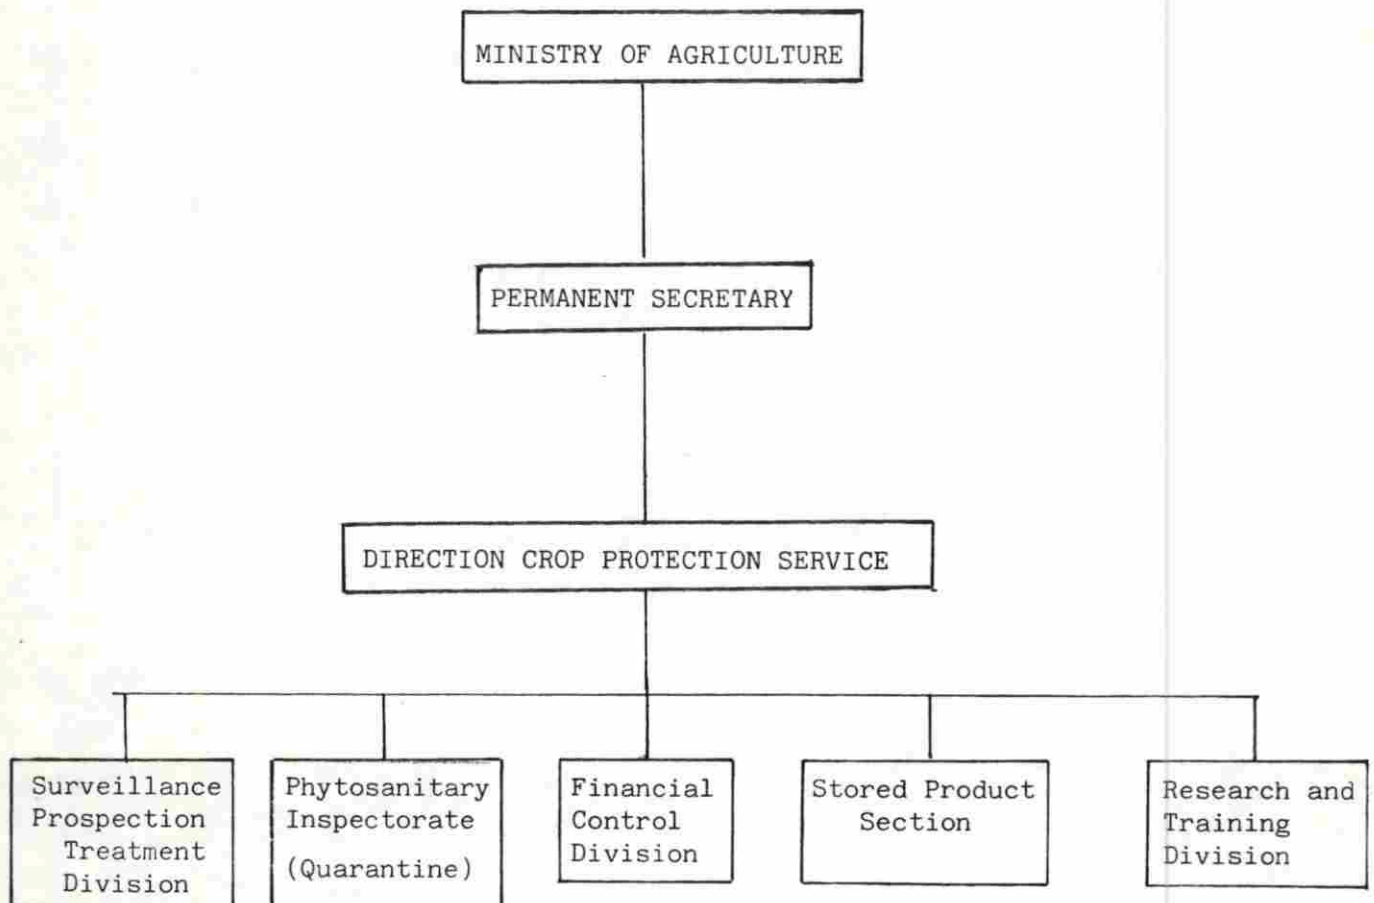 MINISTRY OF AGRICULTURE
PERMANENT SECRETARY
DIRECTION CROP PROTECTION SERVICE
Surveillance
Prospection
Treatment
Division
Phytosanitary
Inspectorate
(Quarantine)
Financial
Control
Division
Stored Product
Section
Research and
Training
Division